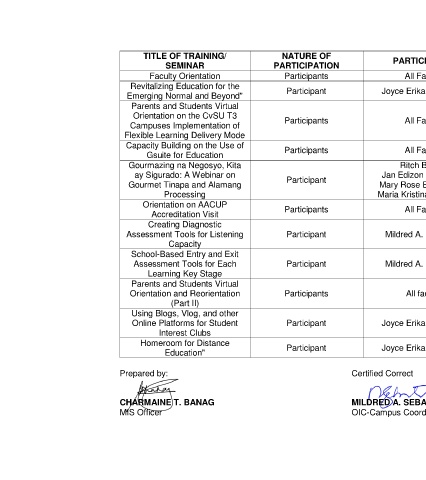 TITLE OF TRAINING/ SEMINAR NATURE OF PARTICIPATION PARTICI
Faculty Orientation Participants All Fa
Revitalizing Education for the
Emerging Normal and Beyond" Participant Joyce Erika
Parents and Students Virtual
Orientation on the CvSU T3
Campuses Implementation of
Flexible Learning Delivery Mode Participants All Fa
Capacity Building on the Use of
Gsuite for Education Participants All Fa
Gourmazing na Negosyo, Kita
ay Sigurado: A Webinar on
Gourmet Tinapa and Alamang
Processing Participant Ritch B
Jan Edizon
Mary Rose E
Maria Kristina
Orientation on AACUP
Accreditation Visit Participants All Fa
Creating Diagnostic
Assessment Tools for Listening
Capacity Participant Mildred A.
School-Based Entry and Exit
Assessment Tools for Each
Learning Key Stage Participant Mildred A.
Parents and Students Virtual
Orientation and Reorientation
(Part II) Participants All fac
Using Blogs, Vlog, and other
Online Platforms for Student
Interest Clubs Participant Joyce Erika
Homeroom for Distance
Education" Participant Joyce Erika
Prepared by: Certified Correct
CHARMAINE T. BANAG MILDRED A. SEBA
MIS Officer OIC-Campus Coord